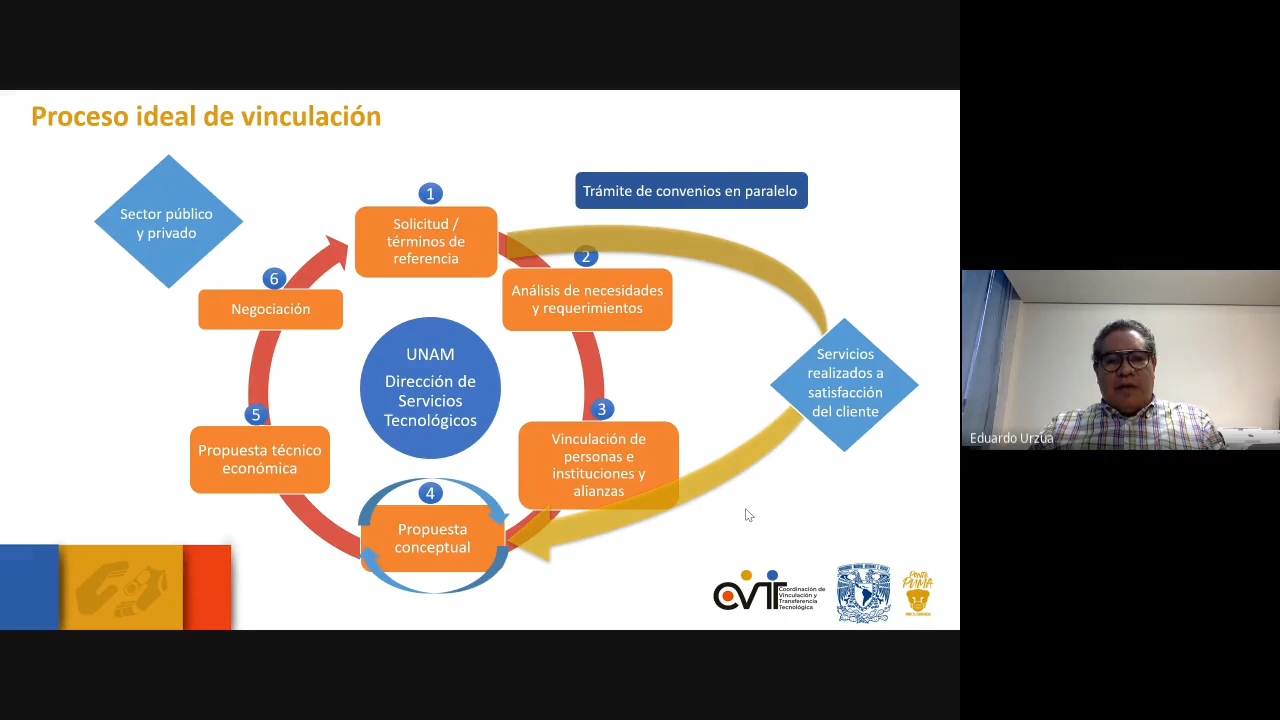 Proceso ideal de vinculación
Sector público
y privado
1
Solicitud /
términos de
referencia
Trámite de convenios en paralelo
2
Análisis de necesidades
y requerimientos
6
Negociación
UNAM
Dirección de
Servicios
Tecnológicos
Servicios
realizados a
satisfacción
del cliente
3
Vinculación de
personas e
instituciones y
alianzas
5
Propuesta técnico
económica
4
Propuesta
conceptual
CVTT
Coordinación de
Vinculación y
Transferencia
Tecnológica
PONTE
PUMA
Eduardo Urzúa